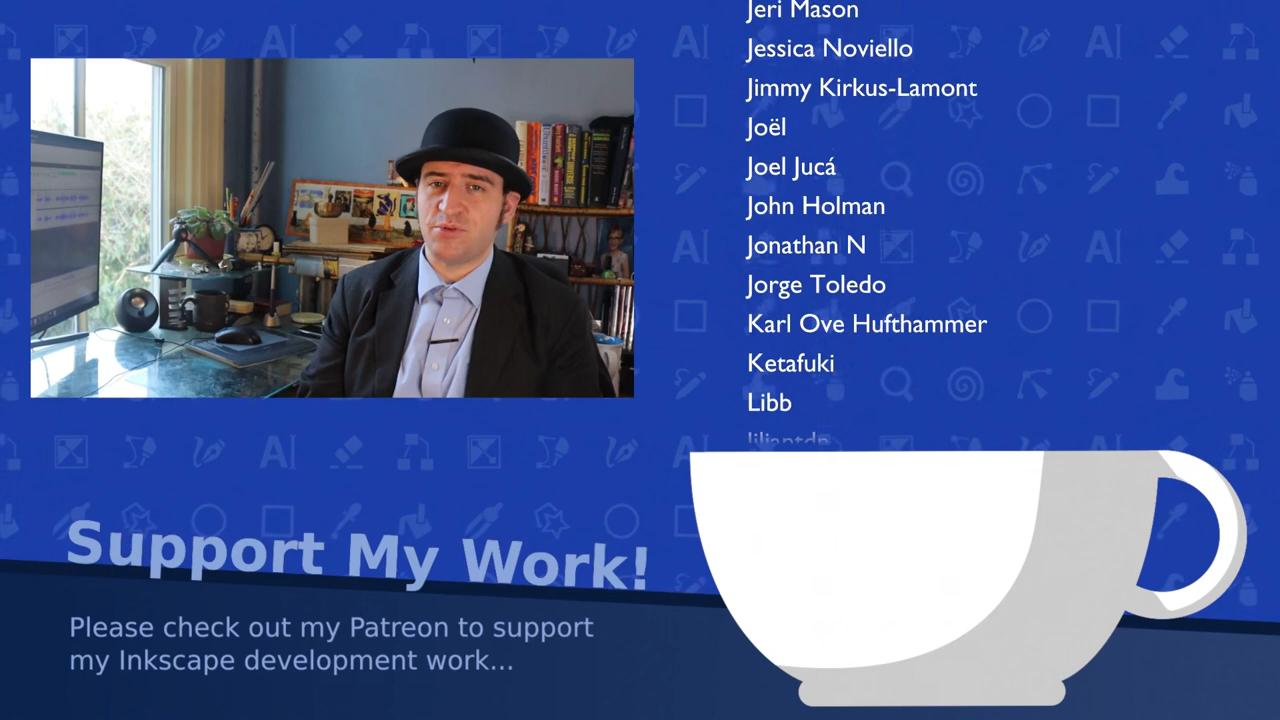 Jeri Mason
Jessica Noviello
Jimmy Kirkus-Lamont
Joël
Joel Jucá
John Holman
Jonathan N
Jorge Toledo
Karl Ove Hufthammer
Ketafuki
Libb
Support My Work!
Please check out my Patreon to support
my Inkscape development work...